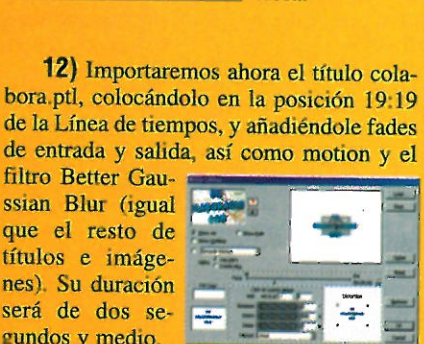 12) Importaremos ahora el título cola-
bora.ptl, colocándolo en la posición 19:19
de la Línea de tiempos, y añadiéndole fades
de entrada y salida, así como motion y el
filtro Better Gau-
ssian Blur (igual
que el resto de
títulos e imáge-
nes). Su duración
será de dos se-
gundos y medio.